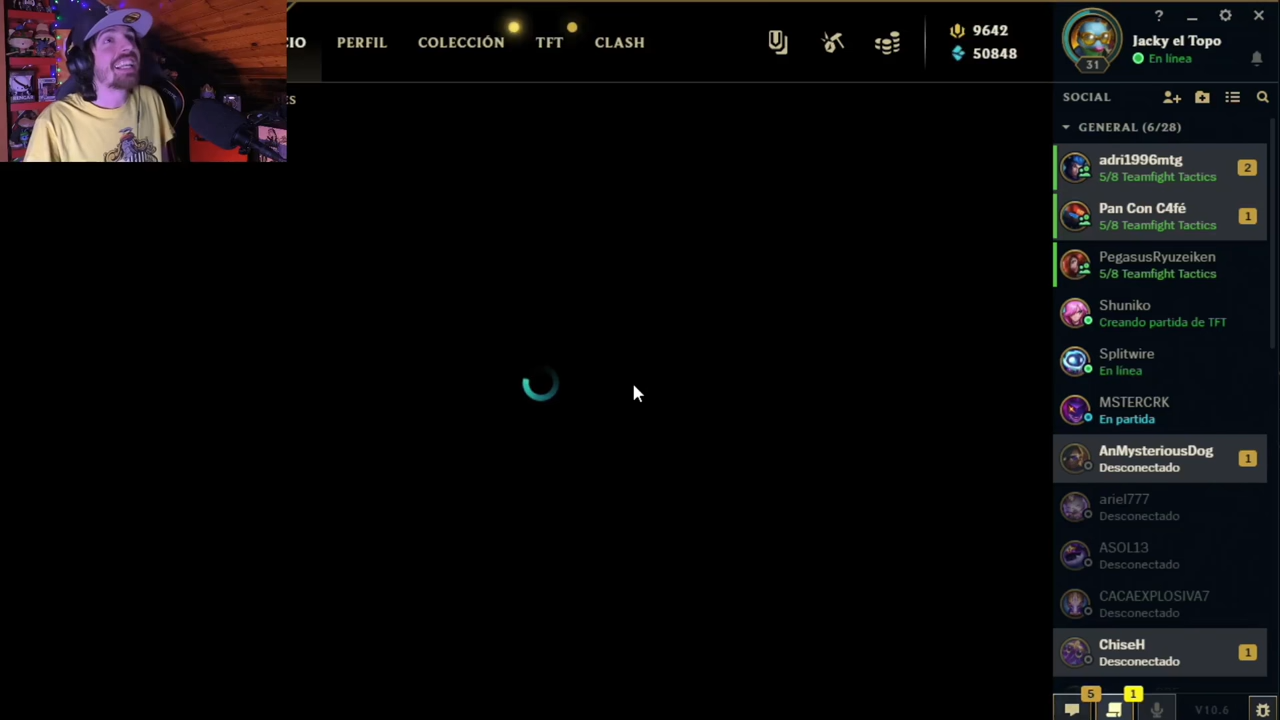 IO
PERFIL
COLECCIÓN
TFT
CLASH
9642
50848
ES
31
Jacky el Topo
En línea
?
SOCIAL
GENERAL (6/28)
adri1996mtg
5/8 Teamfight Tactics
2
Pan Con C4fé
5/8 Teamfight Tactics
1
PegasusRyuzeiken
5/8 Teamfight Tactics
Shuniko
Creando partida de TFT
Splitwire
En línea
MSTERCRK
En partida
AnMysteriousDog
Desconectado
1
ariel777
Desconectado
ASOL13
Desconectado
CACAEXPLOSIVA7
Desconectado
ChiseH
Desconectado
1
5
1
V10.6